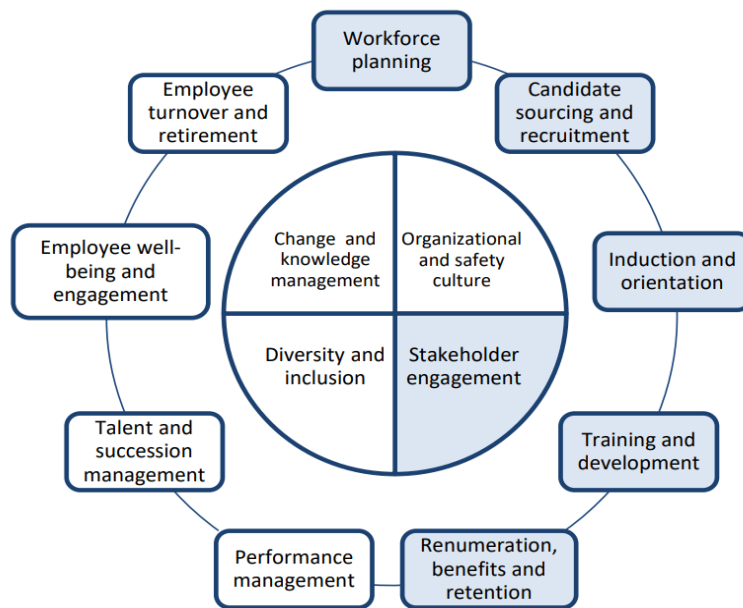 Workforce
planning
Candidate
sourcing and
recruitment
Induction and
orientation
Training and
development
Renumeration,
benefits and
retention
Performance
management
Talent and
succession
management
Employee well-
being and
engagement
Employee
turnover and
retirement
Change and
knowledge
management
Organizational
and safety
culture
Diversity and
inclusion
Stakeholder
engagement